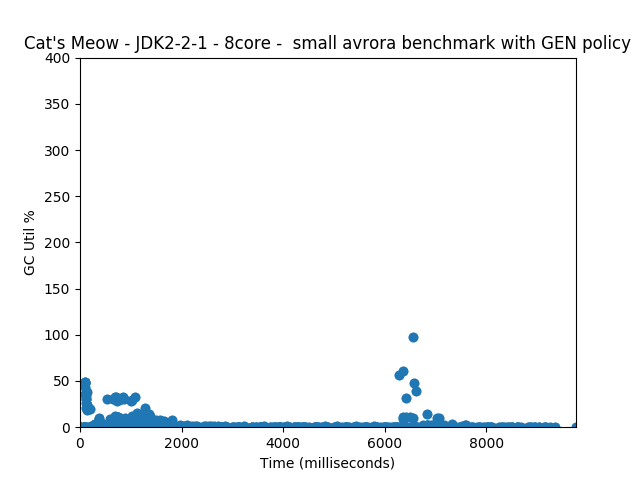 Cat's Meow - JDK2-2-1 - 8core -  small avrora benchmark with GEN policy
400
350
300
250
200
150
100
50
0
GC Util %
0 2000 4000 6000 8000
Time (milliseconds)